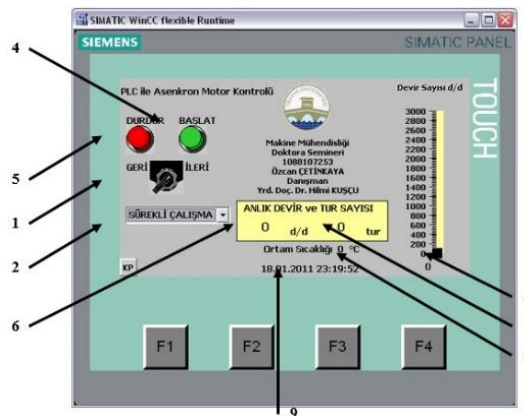 SIMATIC WinCC flexible Runtime
SIEMENS
SIMATIC PANEL
TOUCH
PLC ile Asenkron Motor Kontrolü
Devir Sayısı d/d
4
DURDUR
BAŞLAT
5
GERİ
İLERİ
1
Makine Mühendisliği
Doktora Semineri
1088107253
Özcan ÇETİNKAYA
Danışman
Yrd. Doç. Dr. Hilmi KUŞÇU
3000
2800
2600
2400
2200
2000
1800
1600
1400
1200
1000
800
600
400
200
0
0
SÜREKLİ ÇALIŞMA
2
ANLIK DEVİR ve TUR SAYISI
0 d/d 0 tur
Ortam Sıcaklığı 0 °C
KP
18.01.2011 23:19:52
6
F1
F2
F3
F4
9